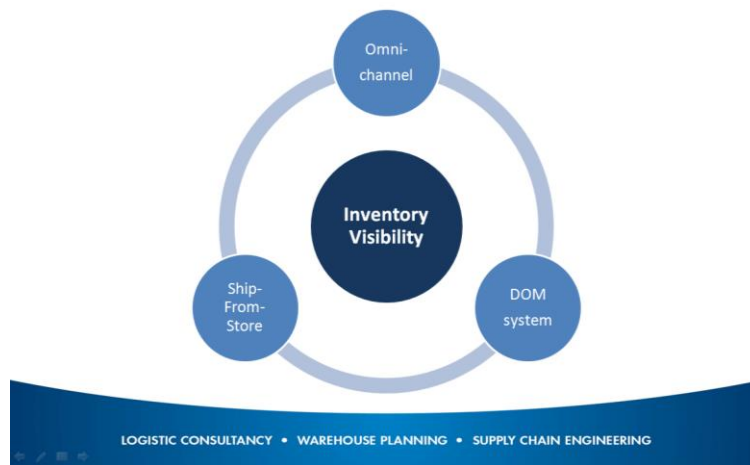 Omni-
channel
Inventory
Visibility
Ship-
From-
Store
DOM
system
LOGISTIC CONSULTANCY • WAREHOUSE PLANNING • SUPPLY CHAIN ENGINEERING